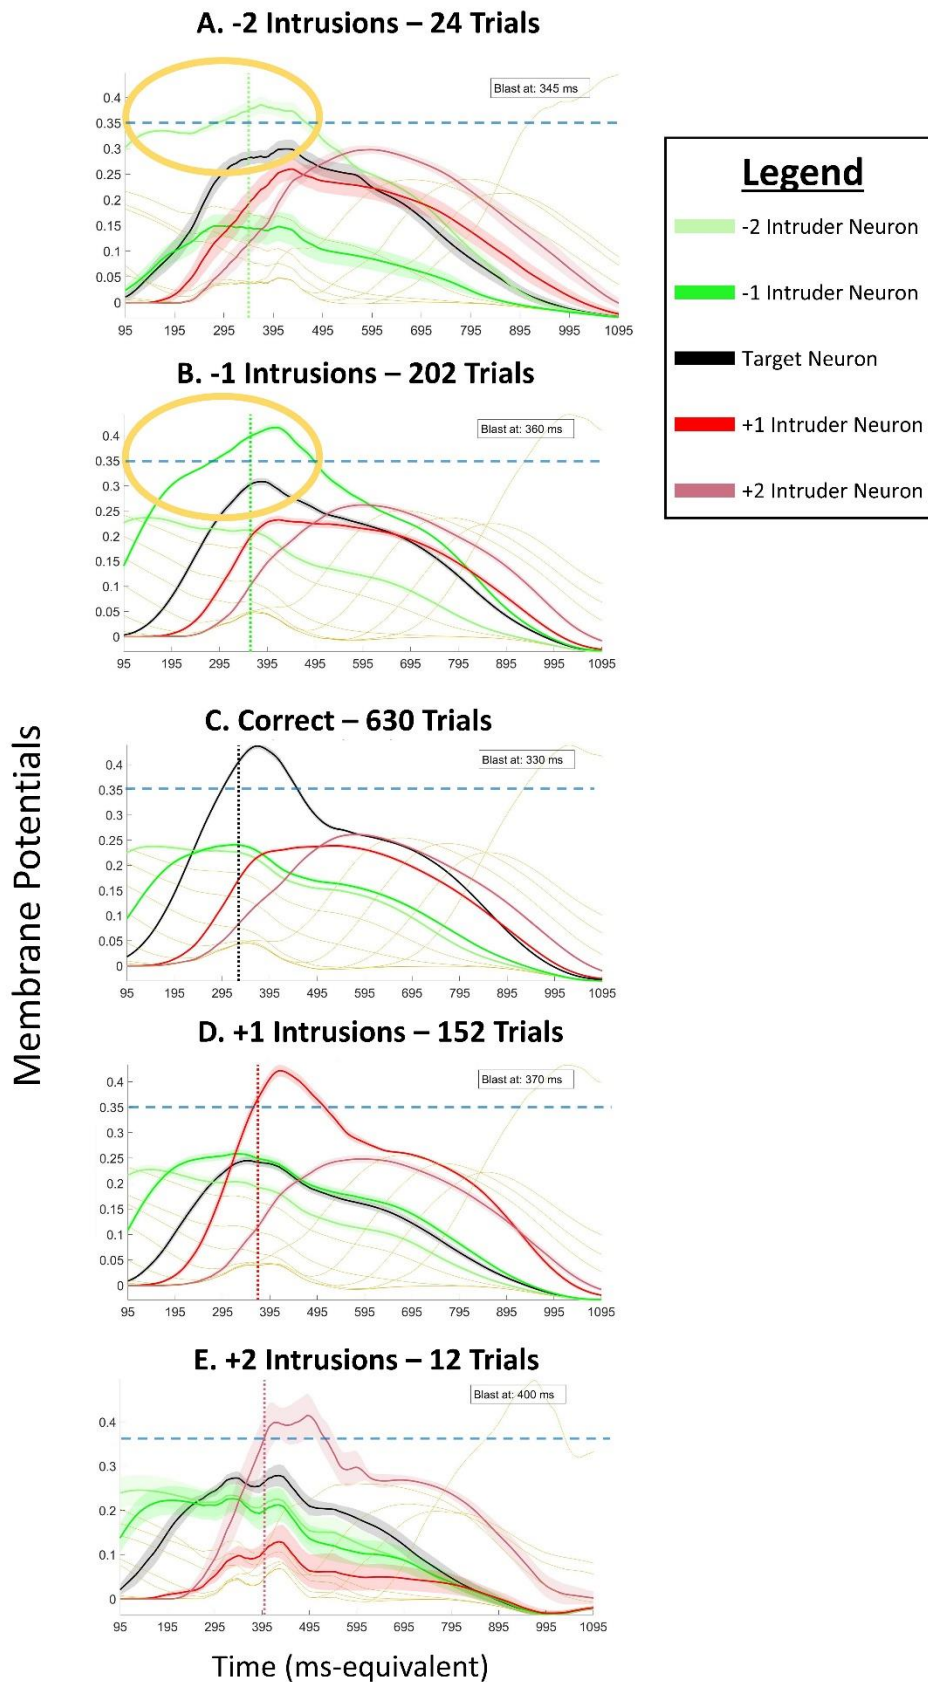 A. -2 Intrusions – 24 Trials
Blast at: 345 ms
0.4
0.35
0.3
0.25
0.2
0.15
0.1
0.05
0
95 195 295 395 495 595 695 795 895 995 1095
B. -1 Intrusions – 202 Trials
Blast at: 360 ms
0.4
0.35
0.3
0.25
0.2
0.15
0.1
0.05
0
95 195 295 395 495 595 695 795 895 995 1095
C. Correct – 630 Trials
Blast at: 330 ms
0.4
0.35
0.3
0.25
0.2
0.15
0.1
0.05
0
95 195 295 395 495 595 695 795 895 995 1095
D. +1 Intrusions – 152 Trials
Blast at: 370 ms
0.4
0.35
0.3
0.25
0.2
0.15
0.1
0.05
0
95 195 295 395 495 595 695 795 895 995 1095
E. +2 Intrusions – 12 Trials
Blast at: 400 ms
0.4
0.3
0.2
0.1
0
95 195 295 395 495 595 695 795 895 995 1095
Time (ms-equivalent)
Membrane Potentials
Legend
-2 Intruder Neuron
-1 Intruder Neuron
Target Neuron
+1 Intruder Neuron
+2 Intruder Neuron